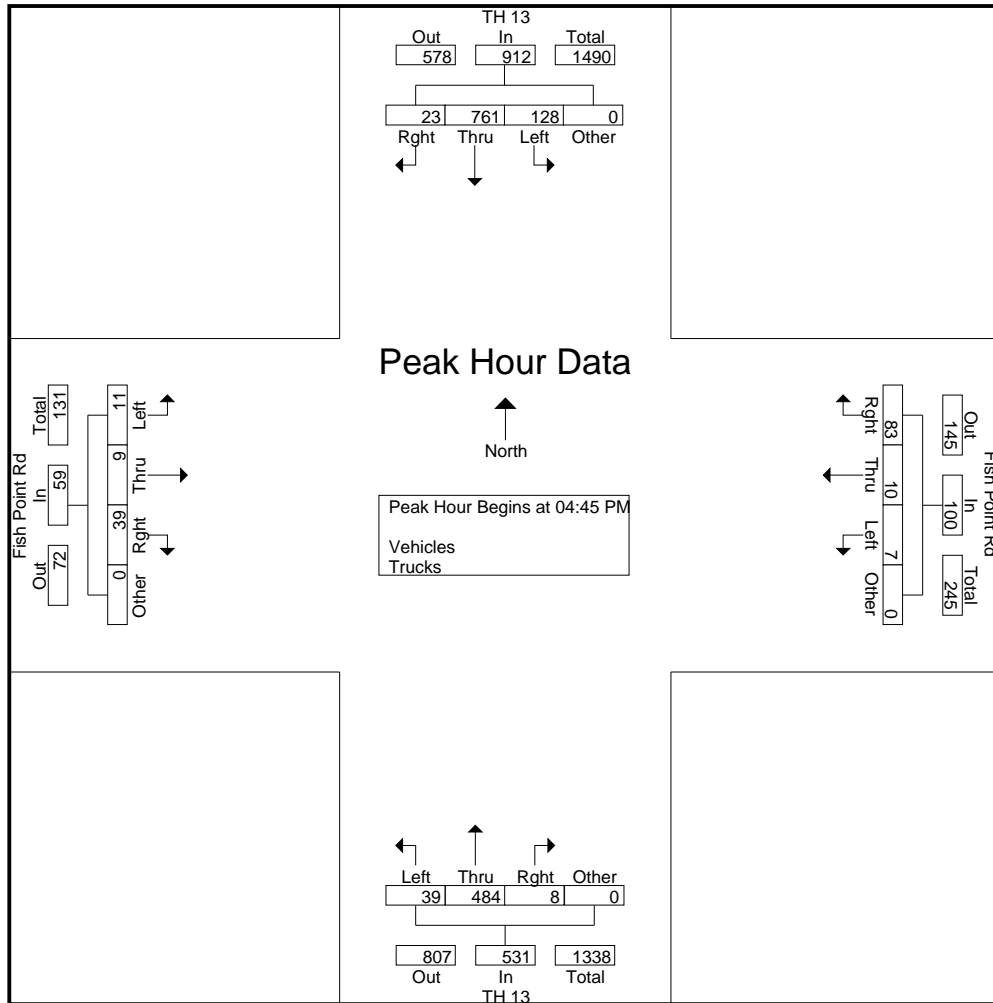 TH 13
Out In Total
578 912 1490
23 761 128 0
Rght Thru Left Other
Peak Hour Data
North
Peak Hour Begins at 04:45 PM
Vehicles
Trucks
Fish Point Rd
Total In Out
131 59 72
11 9 39 0
Left Thru Rght Other
Fish Point Rd
Out In Total
145 100 245
83 10 7 0
Rght Thru Left Other
Left Thru Rght Other
39 484 8 0
807 531 1338
Out In Total
TH 13